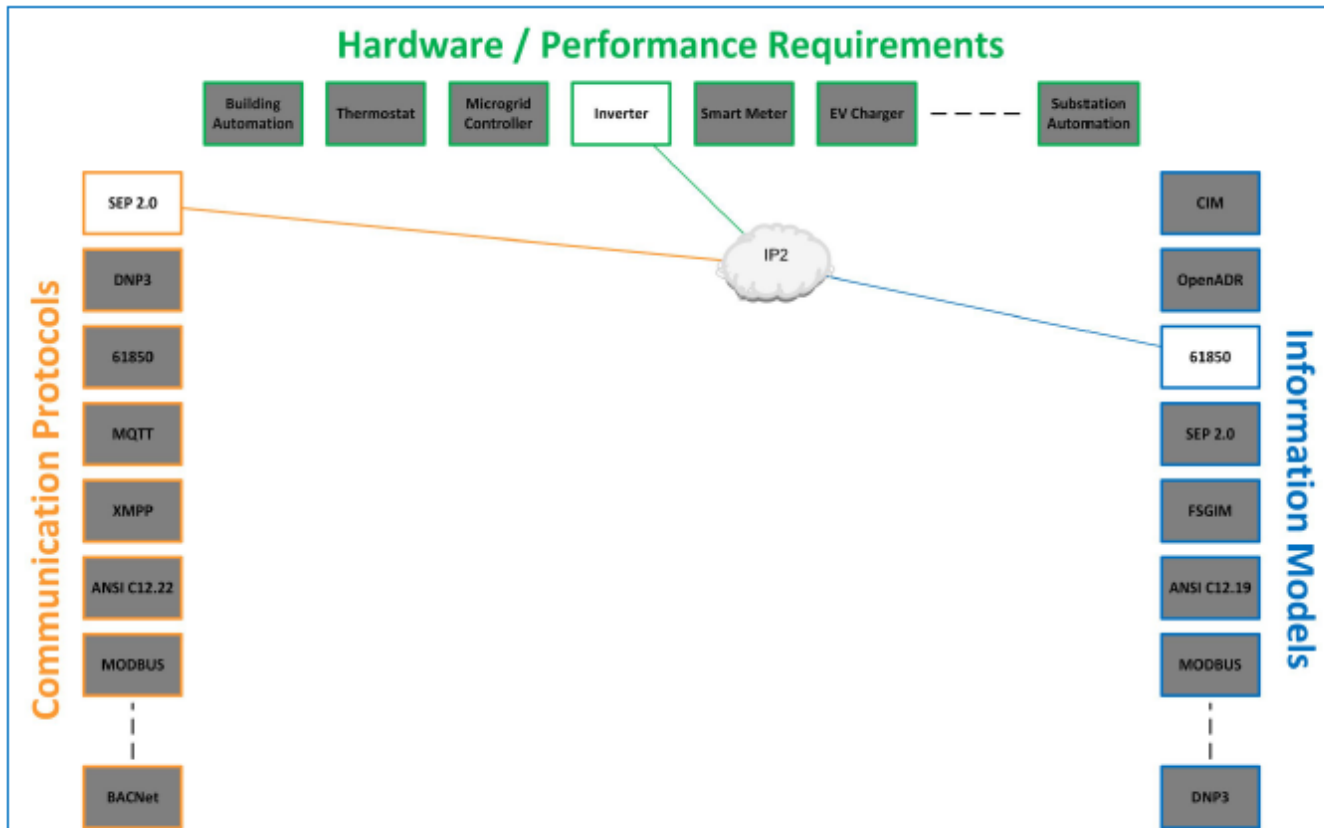 Hardware / Performance Requirements
Building
Automation
Thermostat
Microgrid
Controller
Inverter
Smart Meter
EV Charger
Substation
Automation
Communication Protocols
SEP 2.0
DNP3
61850
MQTT
XMPP
ANSI C12.22
MODBUS
BACNet
IP2
CIM
OpenADR
61850
SEP 2.0
FSGIM
ANSI C12.19
MODBUS
DNP3
Information Models